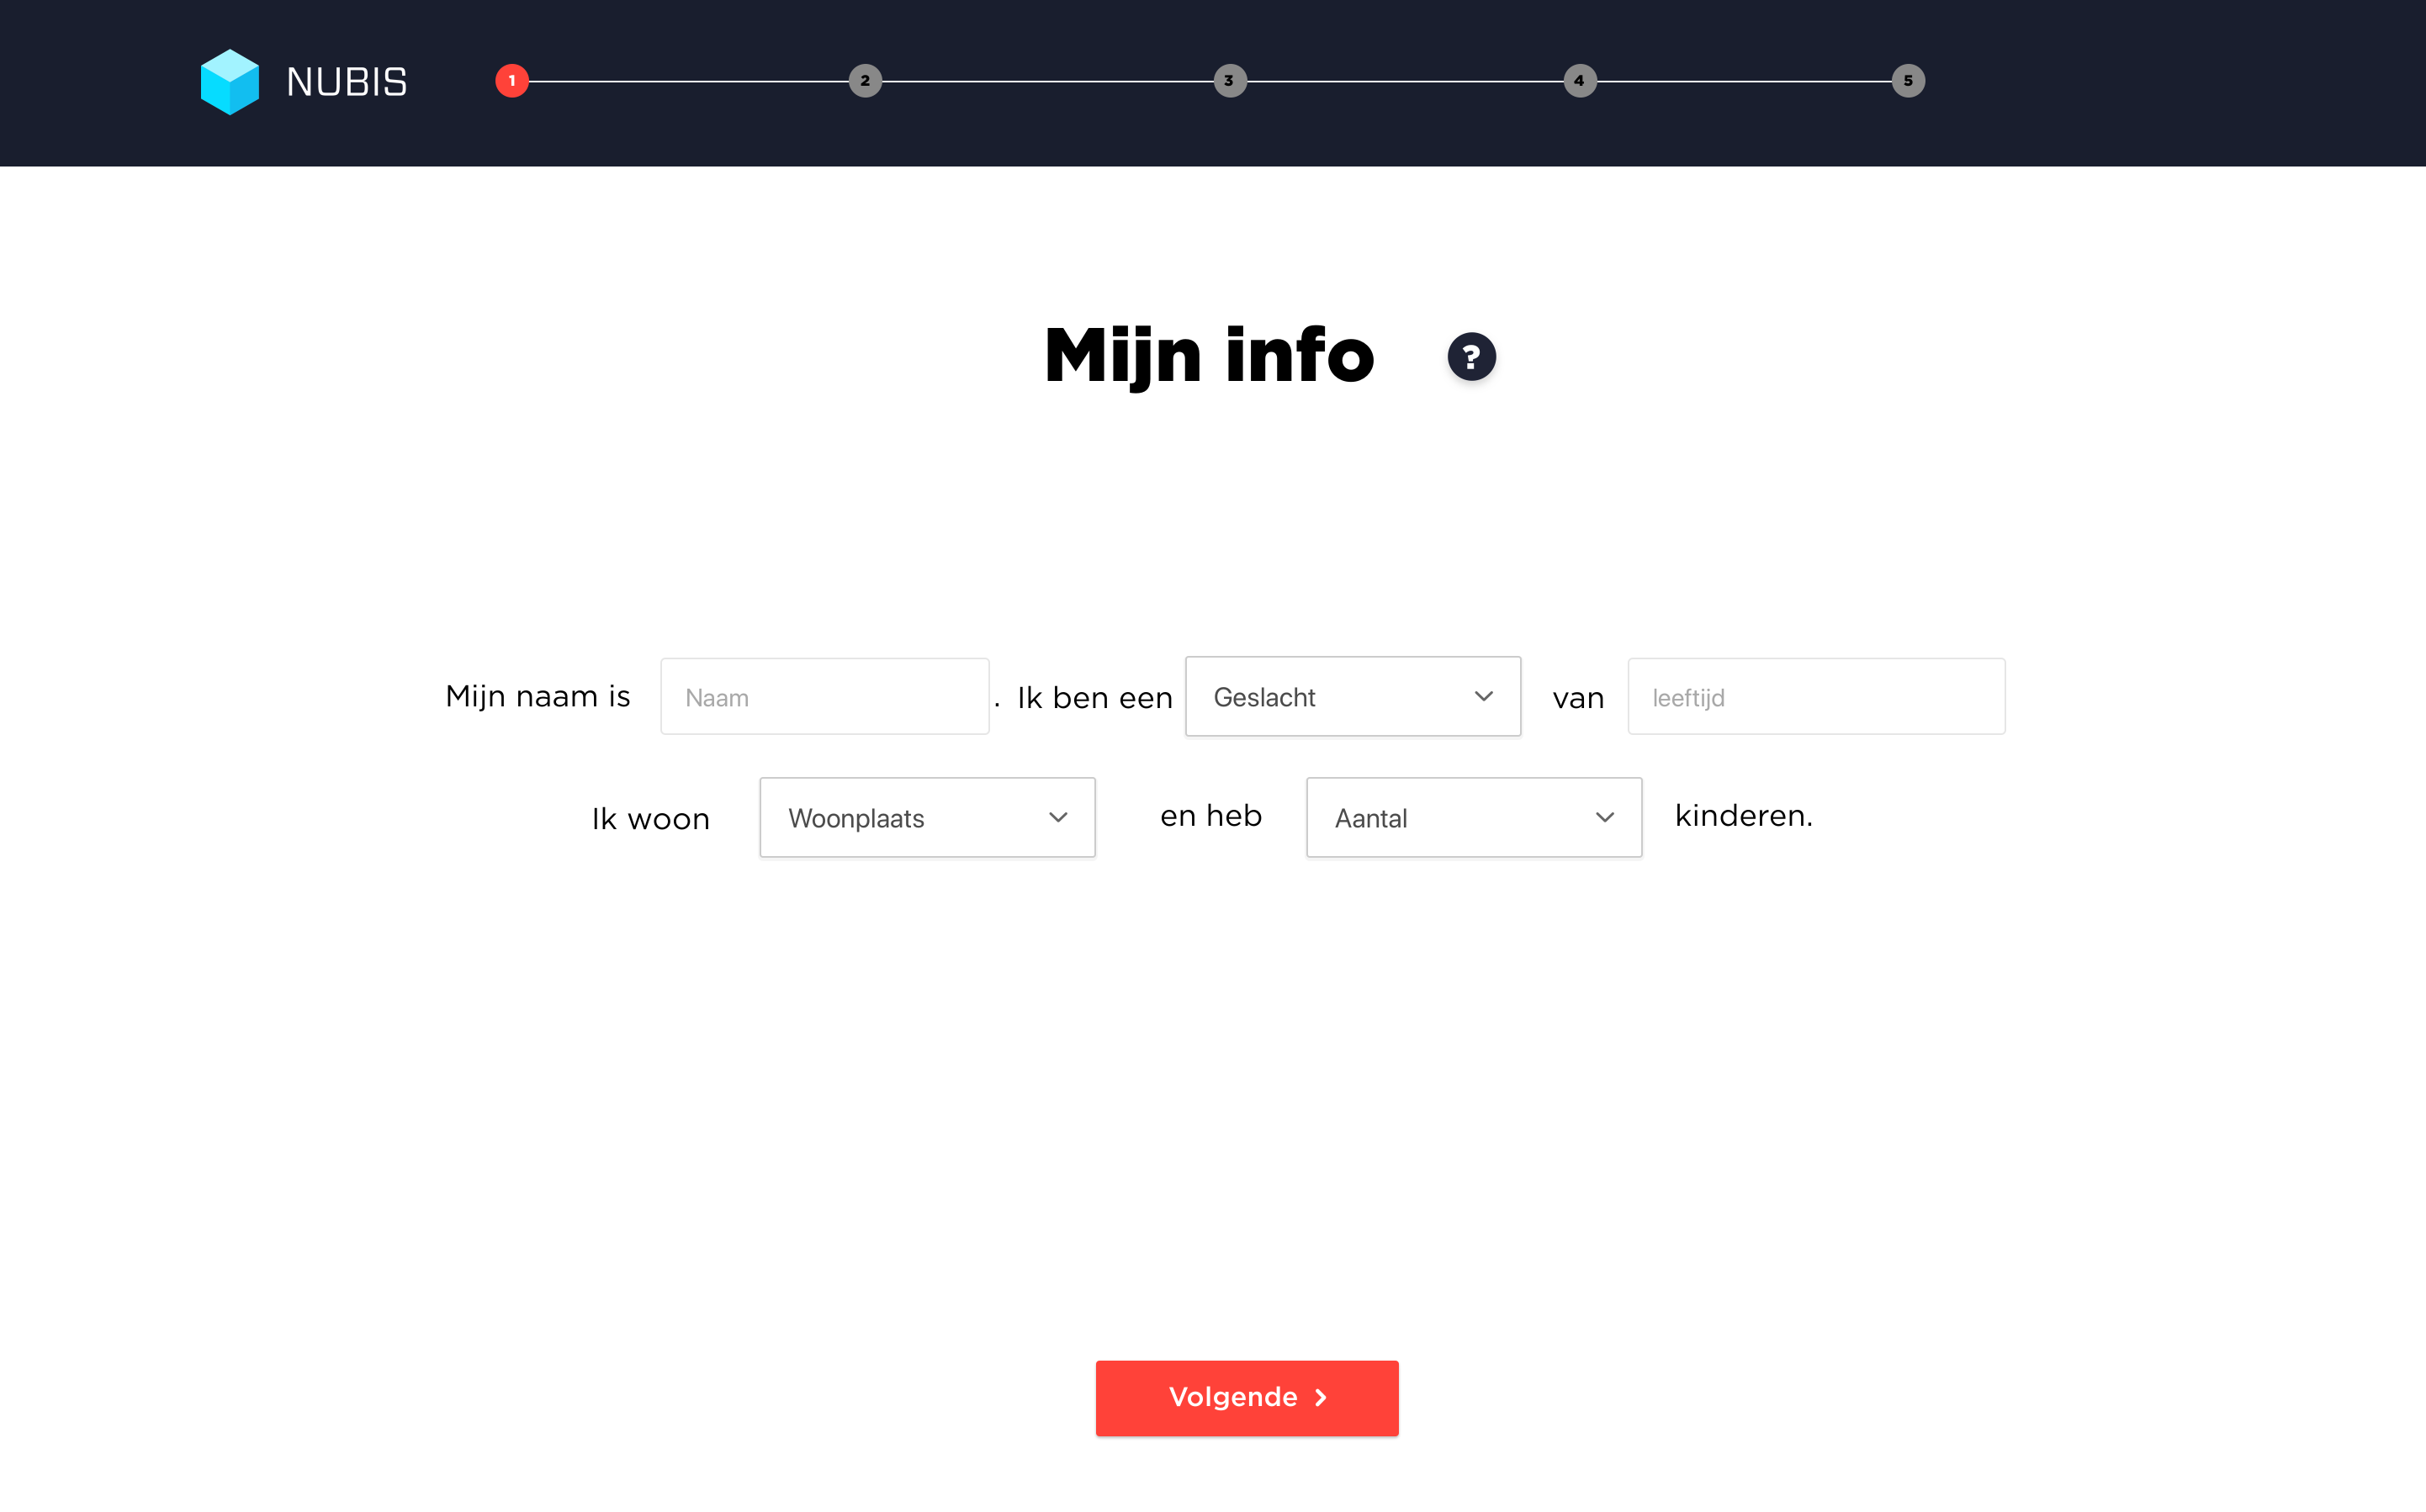 NUBIS 1 2 3 4 5
Mijn info ?
Mijn naam is Naam . Ik ben een Geslacht van leeftijd
Ik woon Woonplaats en heb Aantal kinderen.
Volgende